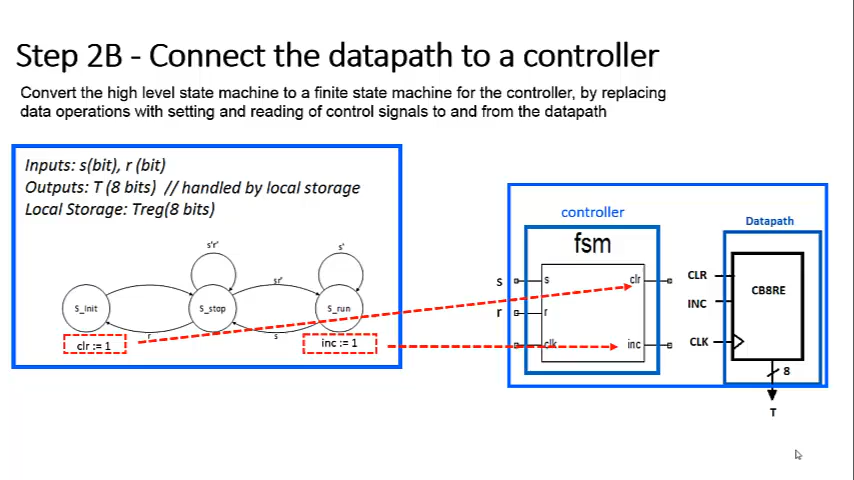 Step 2B - Connect the datapath to a controller
Convert the high level state machine to a finite state machine for the controller, by replacing
data operations with setting and reading of control signals to and from the datapath
Inputs: s(bit), r (bit)
Outputs: T (8 bits)  // handled by local storage
Local Storage: Treg(8 bits)
s'r'
s'
sr'
S_Init
S_stop
S_run
r
s
clr := 1
inc := 1
controller
fsm
s
r
s
r
clk
clr
inc
Datapath
CLR
INC
CLK
CB8RE
8
T